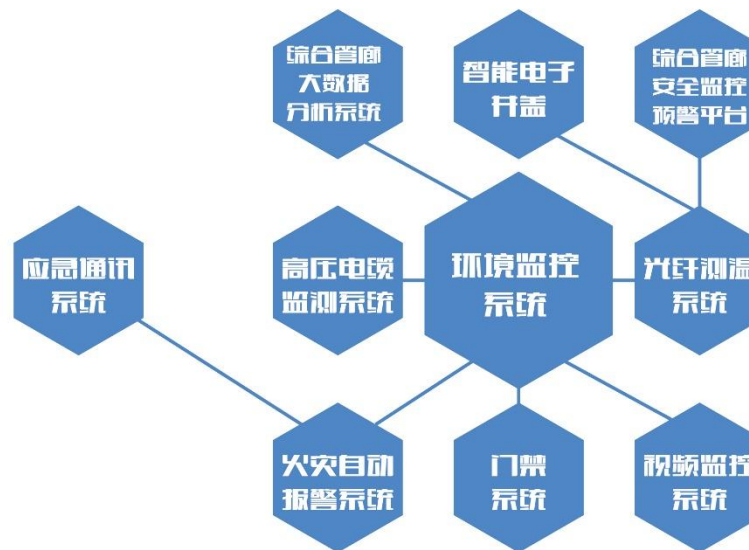 综合管廊
大数据
分析系统
智能电子
井盖
综合管廊
安全监控
预警平台
应急通讯
系统
高压电缆
监测系统
环境监控
系统
光纤测温
系统
火灾自动
报警系统
门禁
系统
视频监控
系统